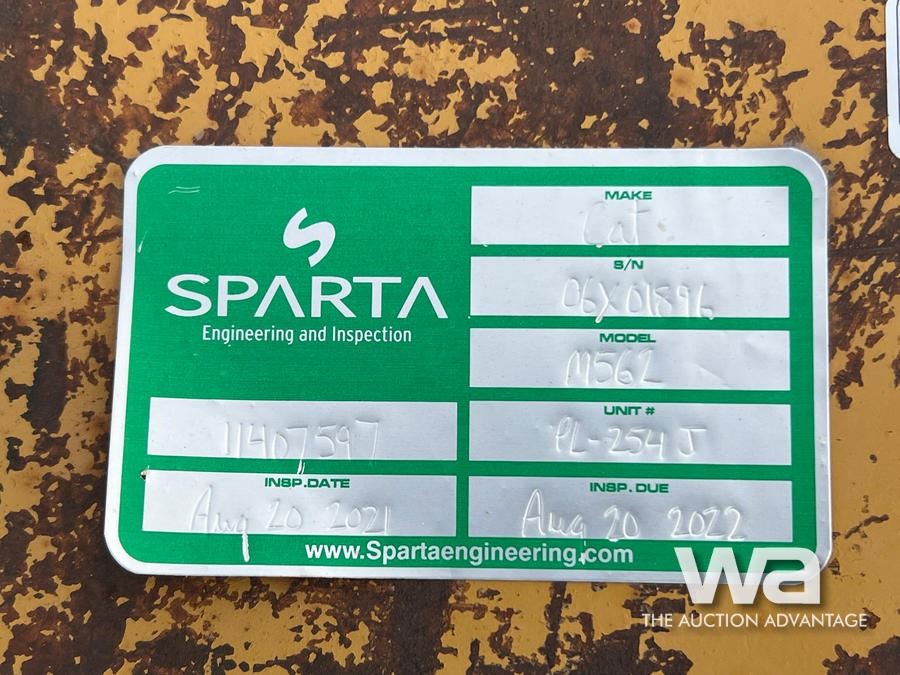 SPARTA
Engineering and Inspection
MAKE
Cat
S/N
06X01896
MODEL
M562
11407597
UNIT #
PL-254J
INSP.DATE
Aug 20 2021
INSP. DUE
Aug 20 2022
www.Spartaengineering.com
wa
THE AUCTION ADVANTAGE